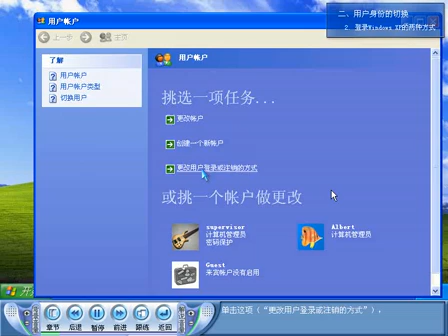 用户帐户
二、用户身份的切换
2. 登录Windows XP的两种方式
上一步
主页
了解
用户帐户
用户帐户类型
切换用户
用户帐户
挑选一项任务...
更改帐户
创建一个新帐户
更改用户登录或注销的方式
或挑一个帐户做更改
supervisor
计算机管理员
密码保护
Albert
计算机管理员
Guest
来宾帐户没有启用
开
章节
后退
暂停
前进
跟练
返回
单击这项（“更改用户登录或注销的方式”）。